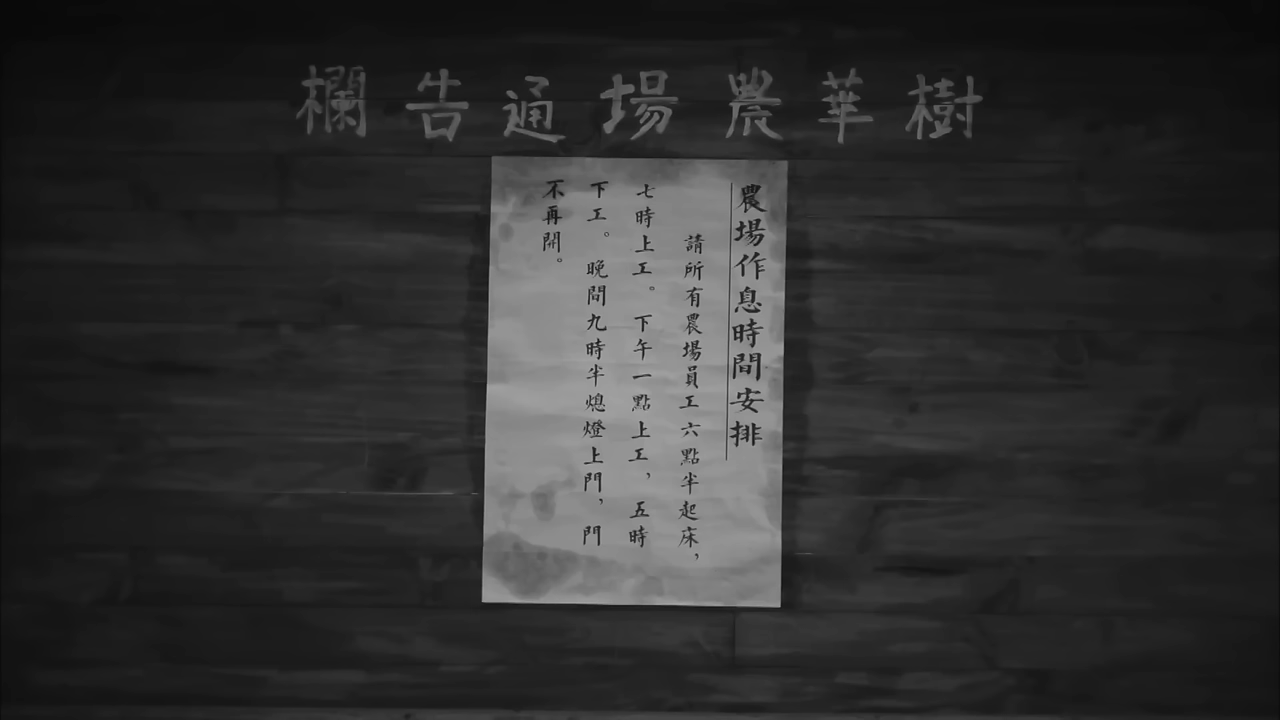 樹華農場通告欄
農場作息時間安排
請所有農場員工六點半起床，
七時上工。下午一點上工，五時
下工。晚間九時半熄燈上門，門
不再開。